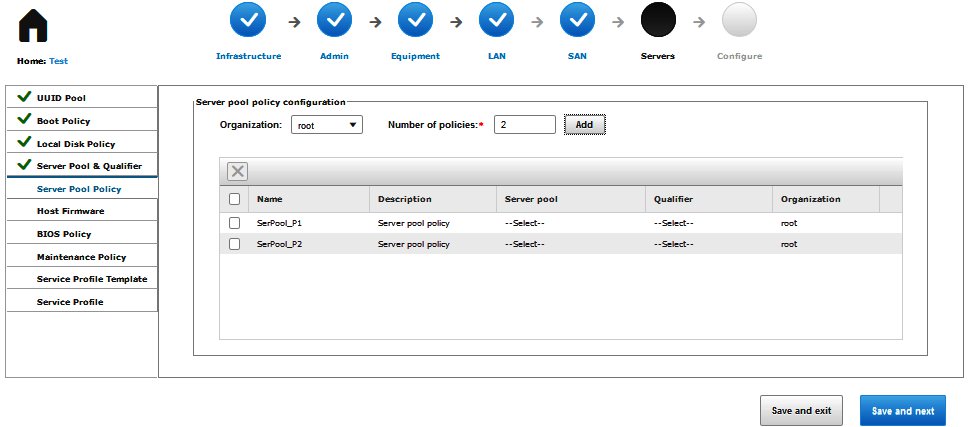 Home: Test
Infrastructure
Admin
Equipment
LAN
SAN
Servers
Configure
UUID Pool
Boot Policy
Local Disk Policy
Server Pool & Qualifier
Server Pool Policy
Host Firmware
BIOS Policy
Maintenance Policy
Service Profile Template
Service Profile
Server pool policy configuration
Organization: root Number of policies:* 2 Add
Name Description Server pool Qualifier Organization
SerPool_P1 Server pool policy --Select-- --Select-- root
SerPool_P2 Server pool policy --Select-- --Select-- root
Save and exit Save and next